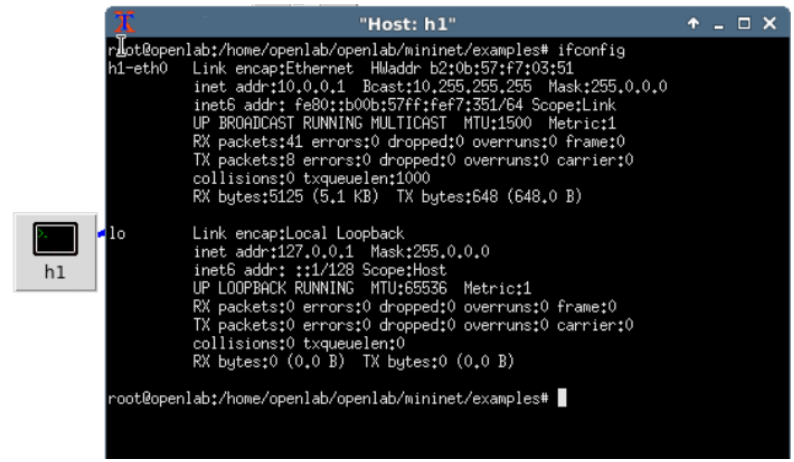 "Host: h1"
root@openlab:/home/openlab/openlab/mininet/examples# ifconfig
h1-eth0 Link encap:Ethernet HWaddr b2:0b:57:f7:03:51
inet addr:10.0.0.1 Bcast:10.255.255.255 Mask:255.0.0.0
inet6 addr: fe80::b00b:57ff:fef7:351/64 Scope:Link
UP BROADCAST RUNNING MULTICAST MTU:1500 Metric:1
RX packets:41 errors:0 dropped:0 overruns:0 frame:0
TX packets:8 errors:0 dropped:0 overruns:0 carrier:0
collisions:0 txqueuelen:1000
RX bytes:5125 (5.1 KB) TX bytes:648 (648.0 B)
lo Link encap:Local Loopback
inet addr:127.0.0.1 Mask:255.0.0.0
inet6 addr: ::1/128 Scope:Host
UP LOOPBACK RUNNING MTU:65536 Metric:1
RX packets:0 errors:0 dropped:0 overruns:0 frame:0
TX packets:0 errors:0 dropped:0 overruns:0 carrier:0
collisions:0 txqueuelen:0
RX bytes:0 (0.0 B) TX bytes:0 (0.0 B)
root@openlab:/home/openlab/openlab/mininet/examples#
h1